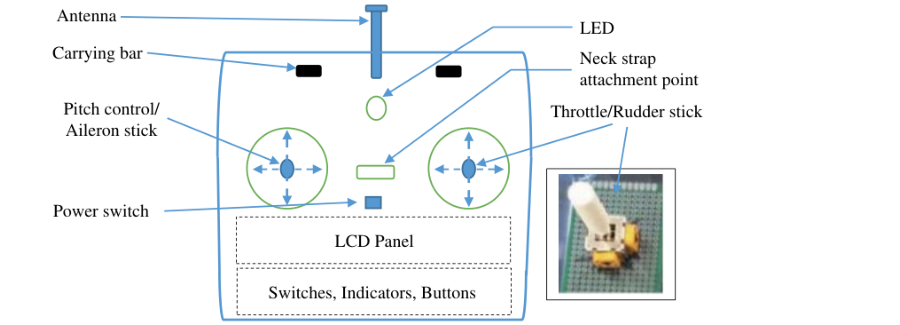 Antenna
LED
Carrying bar
Neck strap
attachment point
Pitch control/
Aileron stick
Throttle/Rudder stick
Power switch
LCD Panel
Switches, Indicators, Buttons